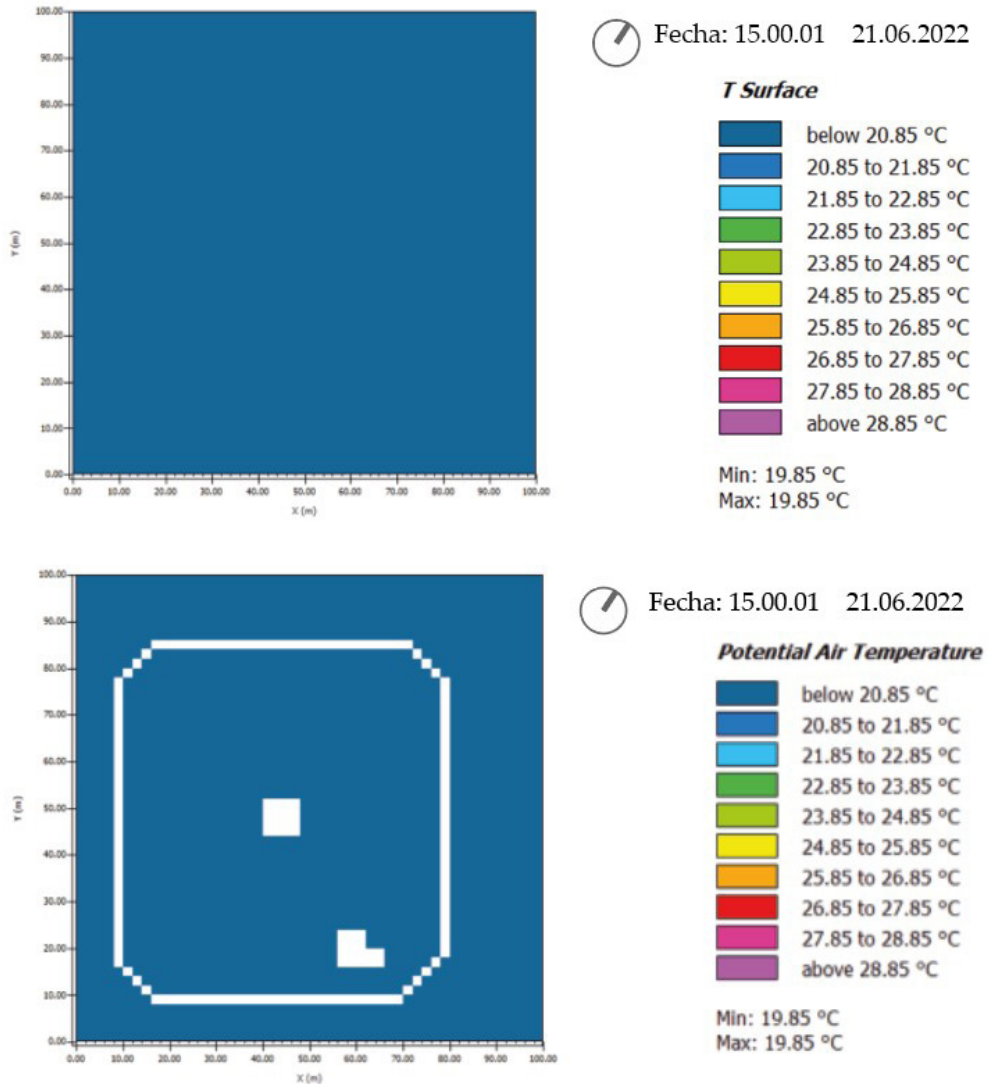 100.00
90.00
80.00
70.00
60.00
50.00
40.00
30.00
20.00
10.00
0.00
Y (m)
0.00 10.00 20.00 30.00 40.00 50.00 60.00 70.00 80.00 90.00 100.00
X (m)
Fecha: 15.00.01 21.06.2022
T Surface
below 20.85 °C
20.85 to 21.85 °C
21.85 to 22.85 °C
22.85 to 23.85 °C
23.85 to 24.85 °C
24.85 to 25.85 °C
25.85 to 26.85 °C
26.85 to 27.85 °C
27.85 to 28.85 °C
above 28.85 °C
Min: 19.85 °C
Max: 19.85 °C
100.00
90.00
80.00
70.00
60.00
50.00
40.00
30.00
20.00
10.00
0.00
Y (m)
0.00 10.00 20.00 30.00 40.00 50.00 60.00 70.00 80.00 90.00 100.00
X (m)
Fecha: 15.00.01 21.06.2022
Potential Air Temperature
below 20.85 °C
20.85 to 21.85 °C
21.85 to 22.85 °C
22.85 to 23.85 °C
23.85 to 24.85 °C
24.85 to 25.85 °C
25.85 to 26.85 °C
26.85 to 27.85 °C
27.85 to 28.85 °C
above 28.85 °C
Min: 19.85 °C
Max: 19.85 °C